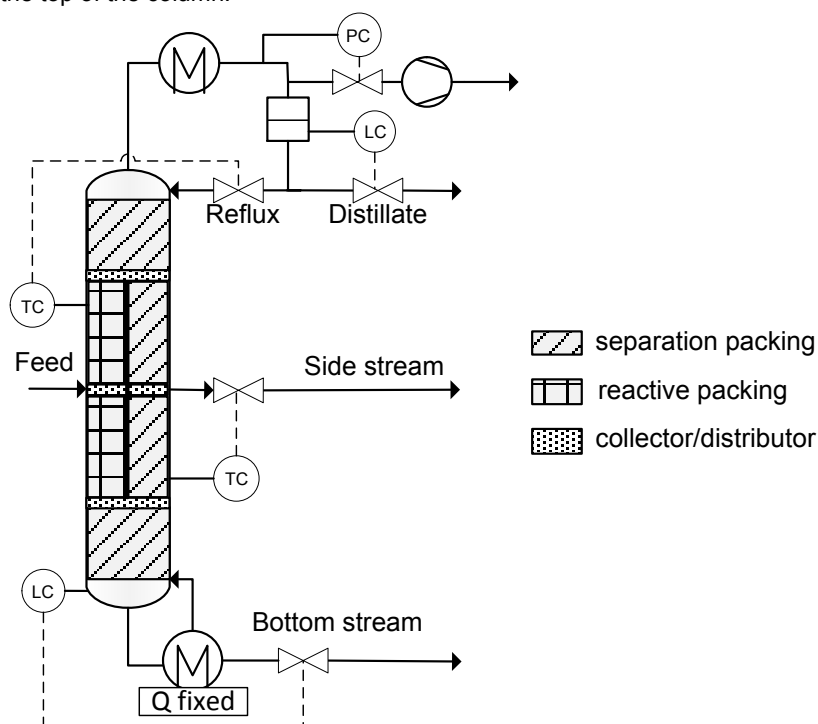 the top of the column.
PC
LC
Reflux
Distillate
TC
Feed
Side stream
separation packing
reactive packing
collector/distributor
TC
LC
Bottom stream
Q fixed